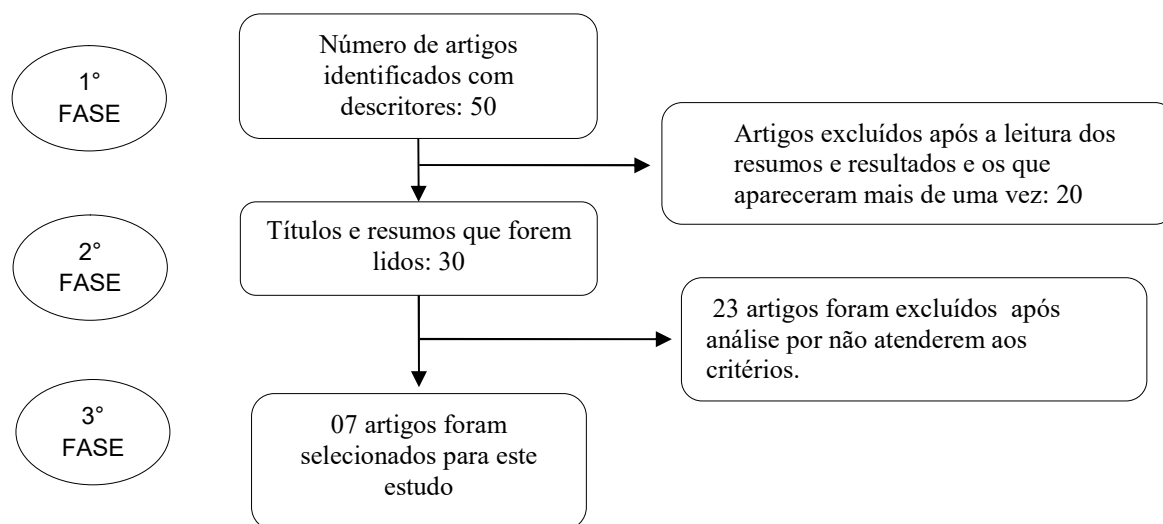 1°
FASE
Número de artigos
identificados com
descritores: 50
Artigos excluídos após a leitura dos
resumos e resultados e os que
apareceram mais de uma vez: 20
2°
FASE
Títulos e resumos que forem
lidos: 30
23 artigos foram excluídos após
análise por não atenderem aos
critérios.
3°
FASE
07 artigos foram
selecionados para este
estudo